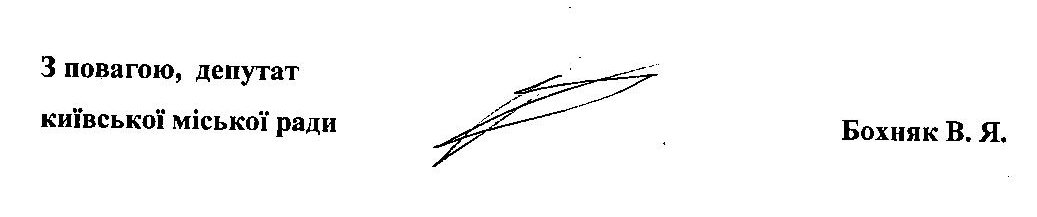 З повагою, депутат
київської міської ради
Бохняк В. Я.